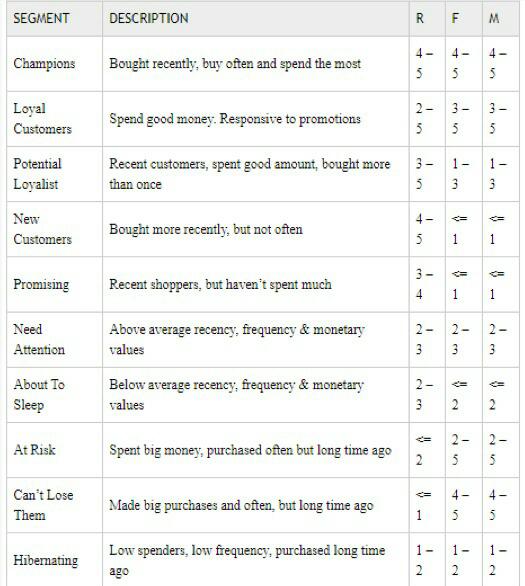 SEGMENT DESCRIPTION R F M
Champions Bought recently, buy often and spend the most 4 – 5 4 – 5 4 – 5
Loyal Customers Spend good money. Responsive to promotions 2 – 5 3 – 5 3 – 5
Potential Loyalist Recent customers, spent good amount, bought more than once 3 – 5 1 – 3 1 – 3
New Customers Bought more recently, but not often 4 – 5 <= 1 <= 1
Promising Recent shoppers, but haven’t spent much 3 – 4 <= 1 <= 1
Need Attention Above average recency, frequency & monetary values 2 – 3 2 – 3 2 – 3
About To Sleep Below average recency, frequency & monetary values 2 – 3 <= 2 <= 2
At Risk Spent big money, purchased often but long time ago <= 2 2 – 5 2 – 5
Can’t Lose Them Made big purchases and often, but long time ago <= 1 4 – 5 4 – 5
Hibernating Low spenders, low frequency, purchased long time ago 1 – 2 1 – 2 1 – 2